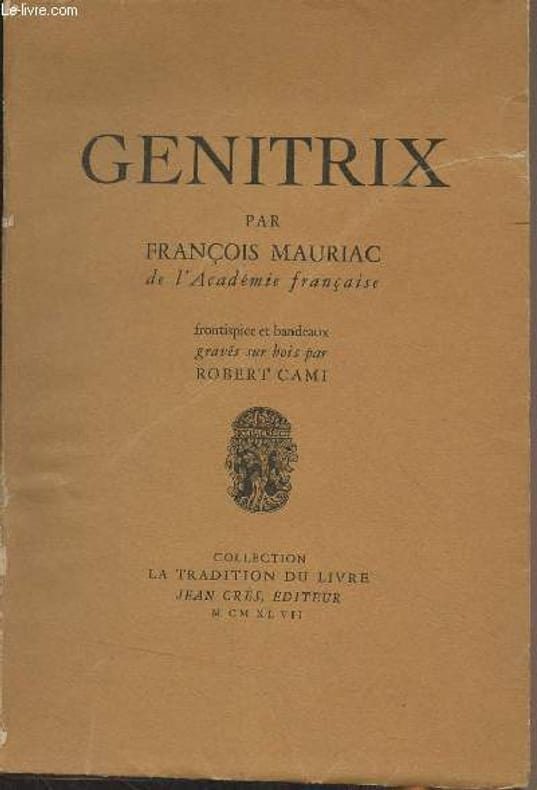 Le-livre.com
GENITRIX
PAR
FRANÇOIS MAURIAC
de l'Académie française
frontispice et bandeaux
gravés sur bois par
ROBERT CAMI
COLLECTION
LA TRADITION DU LIVRE
JEAN CRÈS, EDITEUR
M CM XL VII